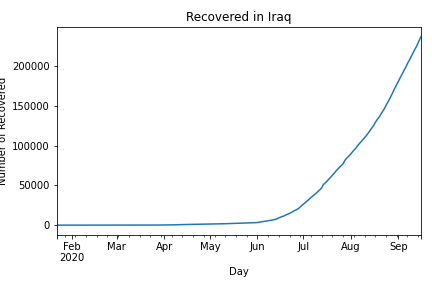 Recovered in Iraq
Number of Recovered
200000
150000
100000
50000
0
Feb Mar Apr May Jun Jul Aug Sep
2020
Day